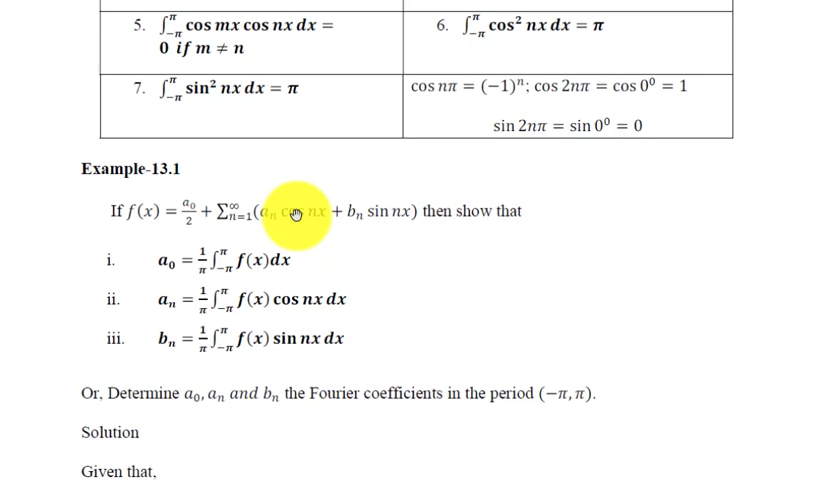 5. ∫_{-π}^{π} cos mx cos nx dx =
0 if m ≠ n
6. ∫_{-π}^{π} cos² nx dx = π
7. ∫_{-π}^{π} sin² nx dx = π
cos nπ = (−1)ⁿ; cos 2nπ = cos 0⁰ = 1
sin 2nπ = sin 0⁰ = 0
Example-13.1
If f(x) = a₀/2 + Σ_{n=1}^{∞}(aₙ cos nx + bₙ sin nx) then show that
i. a₀ = 1/π ∫_{-π}^{π} f(x)dx
ii. aₙ = 1/π ∫_{-π}^{π} f(x) cos nx dx
iii. bₙ = 1/π ∫_{-π}^{π} f(x) sin nx dx
Or, Determine a₀, aₙ and bₙ the Fourier coefficients in the period (−π, π).
Solution
Given that,